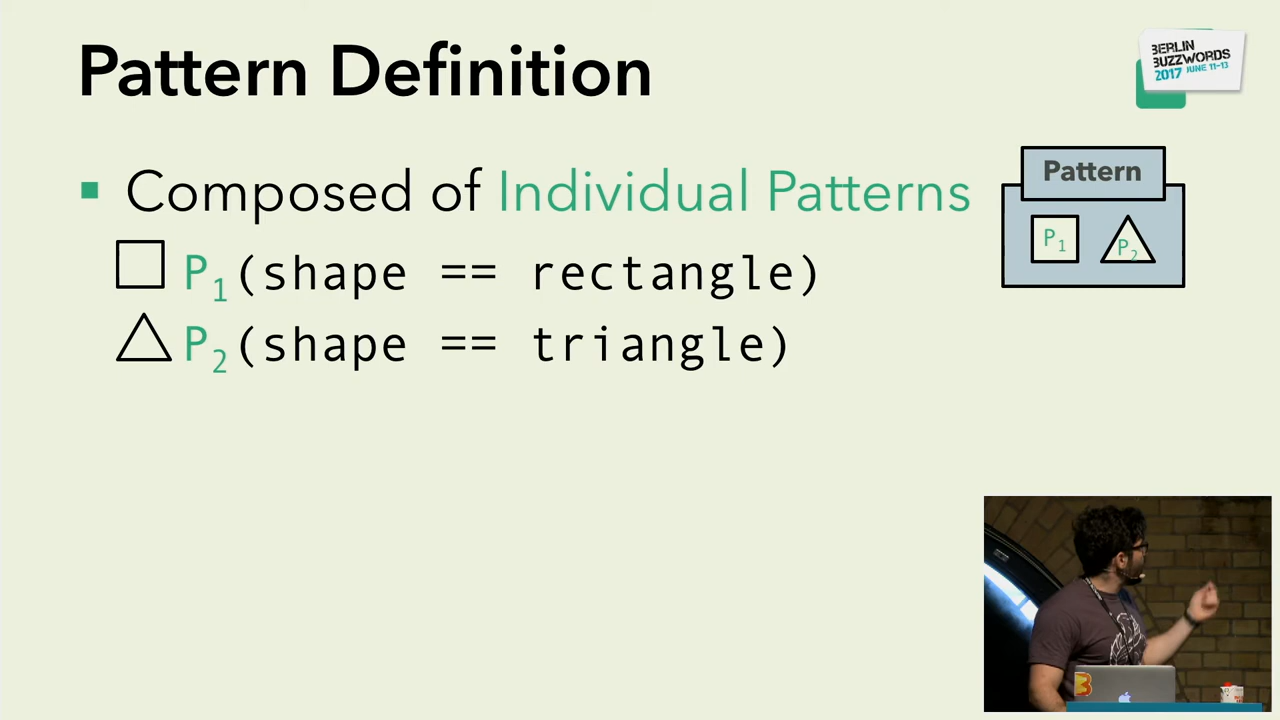 Pattern Definition
BERLIN
BUZZWORDS
2017 JUNE 11-13
▪ Composed of Individual Patterns
P₁(shape == rectangle)
P₂(shape == triangle)
Pattern
P₁ P₂